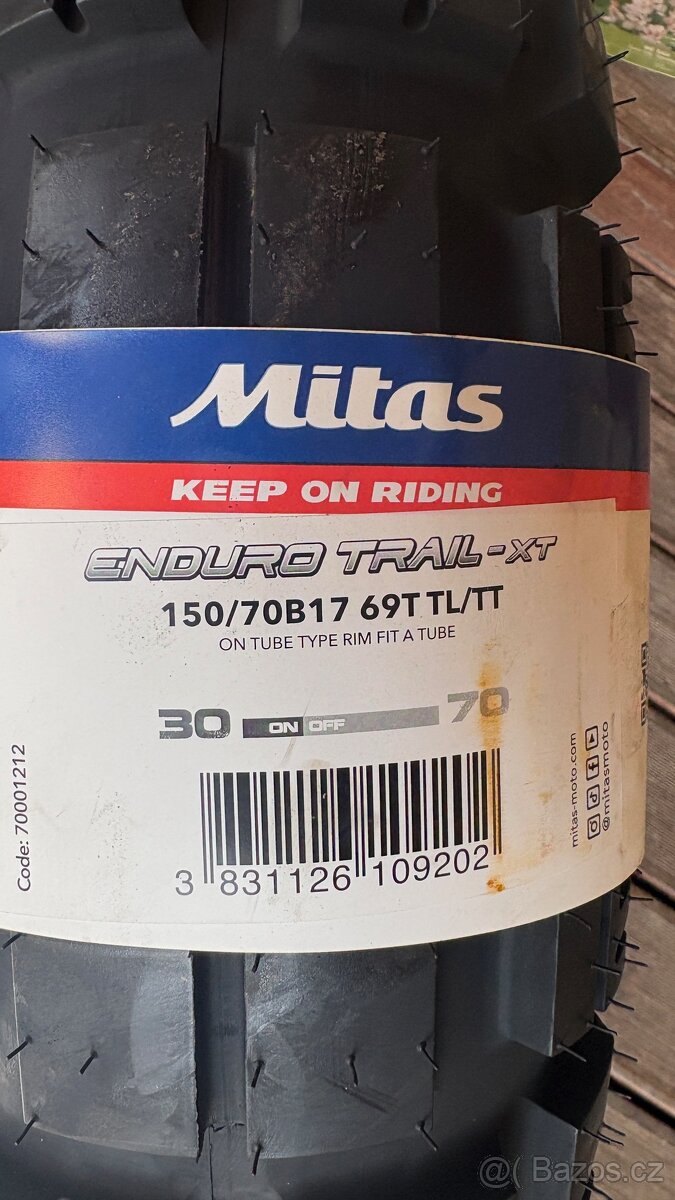 Mitas
KEEP ON RIDING
ENDURO TRAIL-XT
150/70B17 69T TL/TT
ON TUBE TYPE RIM FIT A TUBE
30 ON OFF 70
Code: 70001212
3 831126 109202
mitas-moto.com
@mitasmoto
@( Bazos.cz